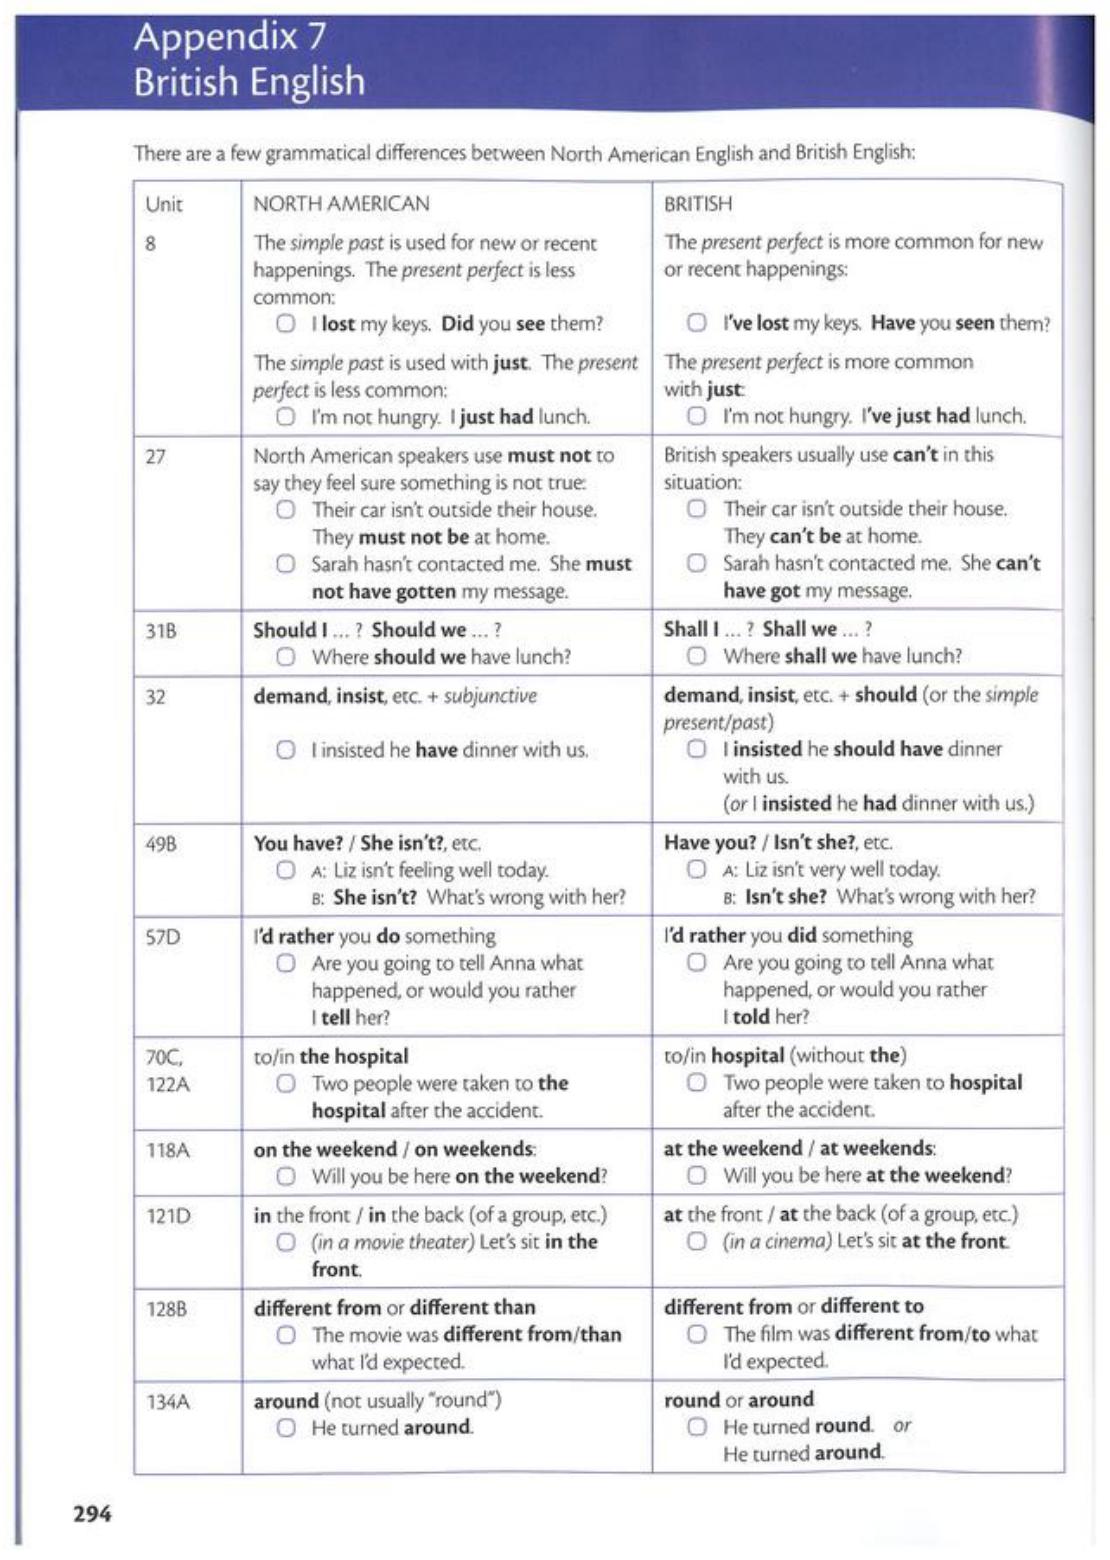 Appendix 7
British English
There are a few grammatical differences between North American English and British English:
Unit
NORTH AMERICAN
BRITISH
8
The simple past is used for new or recent
happenings. The present perfect is less
common:
I lost my keys. Did you see them?
The simple past is used with just. The present
perfect is less common:
I'm not hungry. I just had lunch.
The present perfect is more common for new
or recent happenings:
I've lost my keys. Have you seen them?
The present perfect is more common
with just:
I'm not hungry. I've just had lunch.
27
North American speakers use must not to
say they feel sure something is not true:
Their car isn't outside their house.
They must not be at home.
Sarah hasn't contacted me. She must
not have gotten my message.
British speakers usually use can't in this
situation:
Their car isn't outside their house.
They can't be at home.
Sarah hasn't contacted me. She can't
have got my message.
31B
Should I ... ? Should we ... ?
Where should we have lunch?
Shall I ... ? Shall we ... ?
Where shall we have lunch?
32
demand, insist, etc. + subjunctive
I insisted he have dinner with us.
demand, insist, etc. + should (or the simple
present/past)
I insisted he should have dinner
with us.
(or I insisted he had dinner with us.)
49B
You have? / She isn't?, etc.
A: Liz isn't feeling well today.
B: She isn't? What's wrong with her?
Have you? / Isn't she?, etc.
A: Liz isn't very well today.
B: Isn't she? What's wrong with her?
57D
I'd rather you do something
Are you going to tell Anna what
happened, or would you rather
I tell her?
I'd rather you did something
Are you going to tell Anna what
happened, or would you rather
I told her?
70C,
122A
to/in the hospital
Two people were taken to the
hospital after the accident.
to/in hospital (without the)
Two people were taken to hospital
after the accident.
118A
on the weekend / on weekends:
Will you be here on the weekend?
at the weekend / at weekends:
Will you be here at the weekend?
121D
in the front / in the back (of a group, etc.)
(in a movie theater) Let's sit in the
front.
at the front / at the back (of a group, etc.)
(in a cinema) Let's sit at the front.
128B
different from or different than
The movie was different from/than
what I'd expected.
different from or different to
The film was different from/to what
I'd expected.
134A
around (not usually "round")
He turned around.
round or around
He turned round. or
He turned around.
294